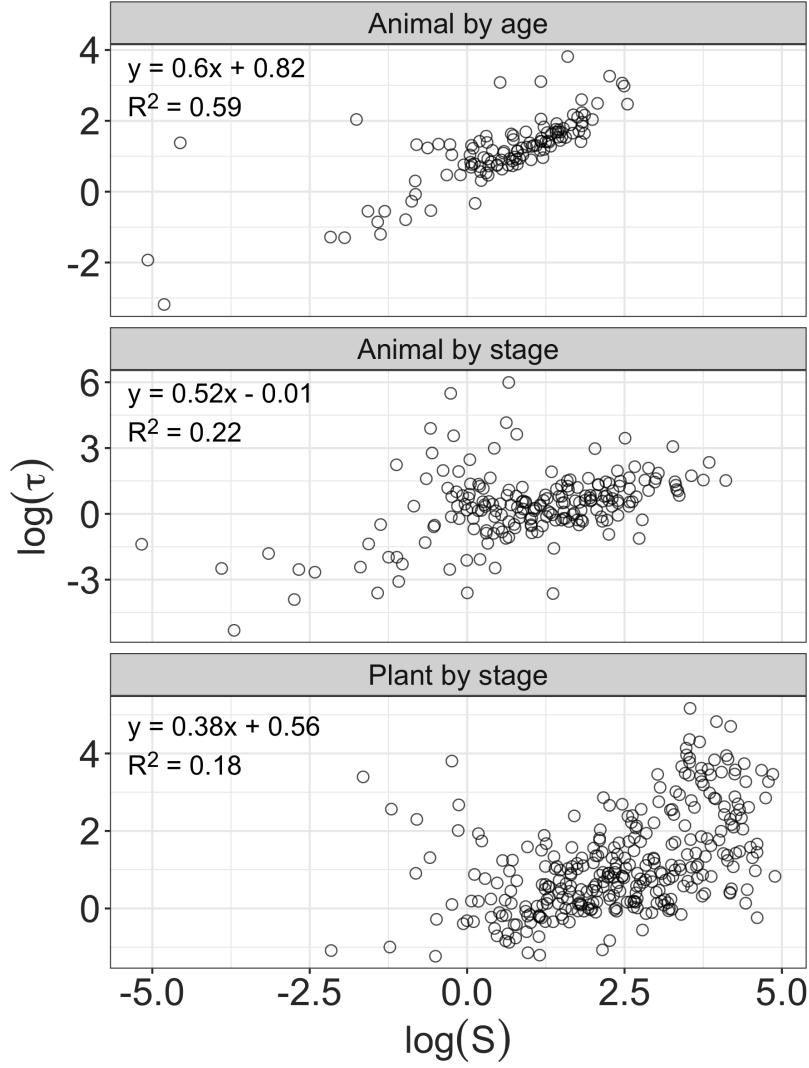 Animal by age
y = 0.6x + 0.82
R² = 0.59
4
2
0
-2
Animal by stage
y = 0.52x - 0.01
R² = 0.22
6
3
0
-3
log(τ)
Plant by stage
y = 0.38x + 0.56
R² = 0.18
4
2
0
-5.0 -2.5 0.0 2.5 5.0
log(S)